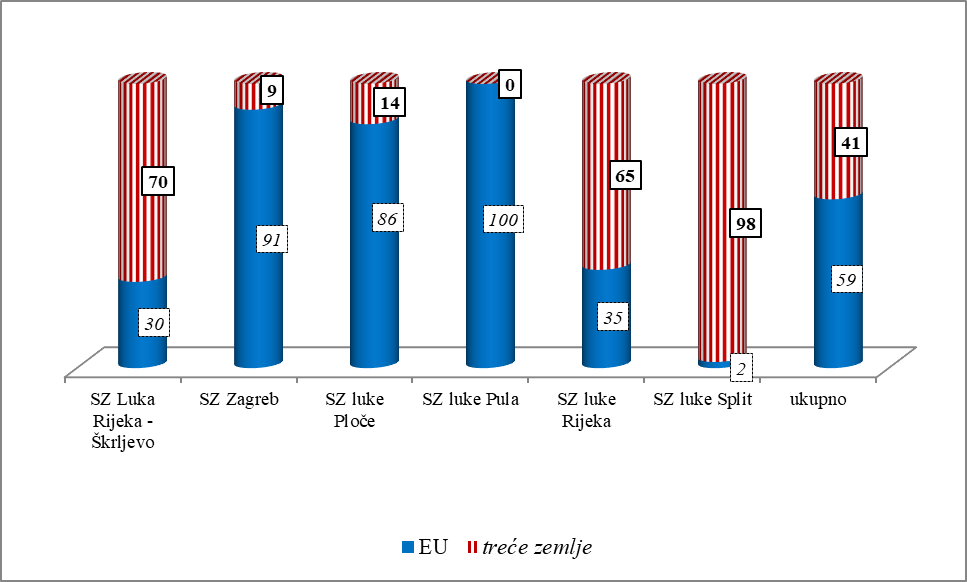 9
0
14
70
65
41
98
91
86
100
59
30
35
2
SZ Luka
Rijeka -
Škrljevo
SZ Zagreb
SZ luke
Ploče
SZ luke Pula
SZ luke
Rijeka
SZ luke Split
ukupno
EU
treće zemlje